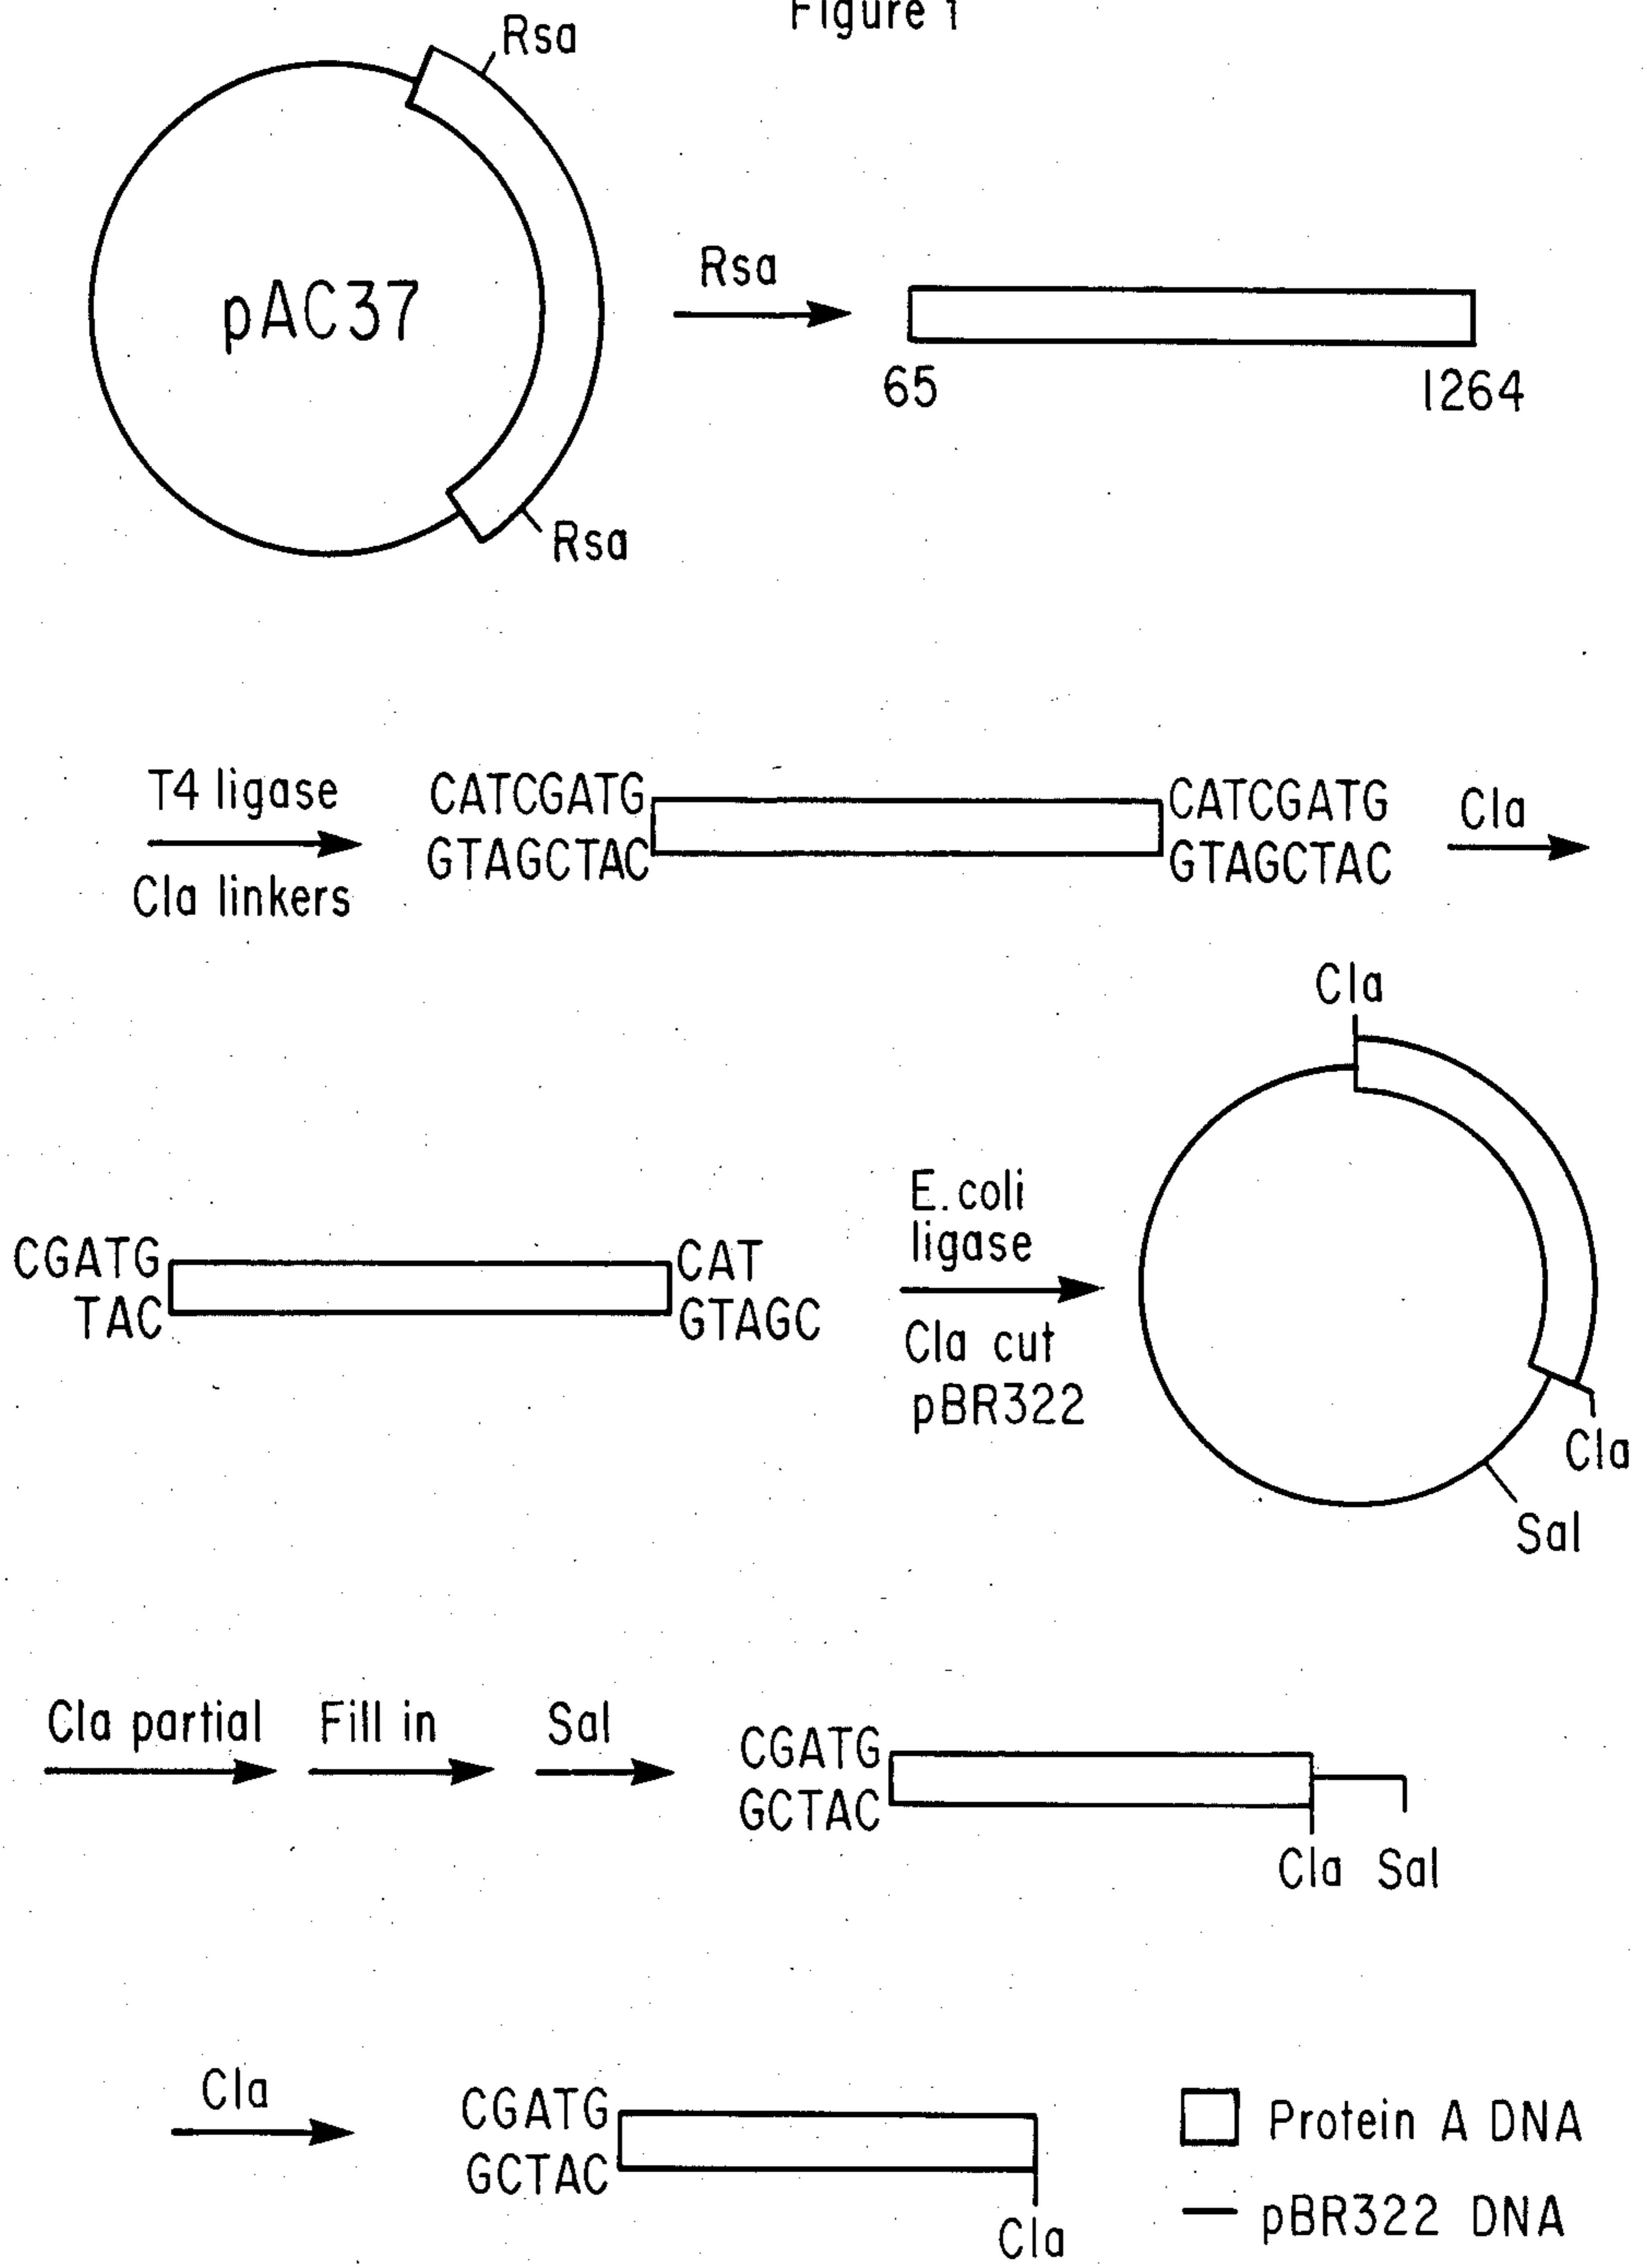 Figure 1
Rsa
pAC37
Rsa
Rsa
65
1264
T4 ligase
Cla linkers
CATCGATG
GTAGCTAC
CATCGATG
GTAGCTAC
Cla
CGATG
TAC
CAT
GTAGC
E.coli
ligase
Cla cut
pBR322
Cla
Cla
Sal
Cla partial
Fill in
Sal
CGATG
GCTAC
Cla
Sal
Cla
CGATG
GCTAC
Cla
Protein A DNA
pBR322 DNA